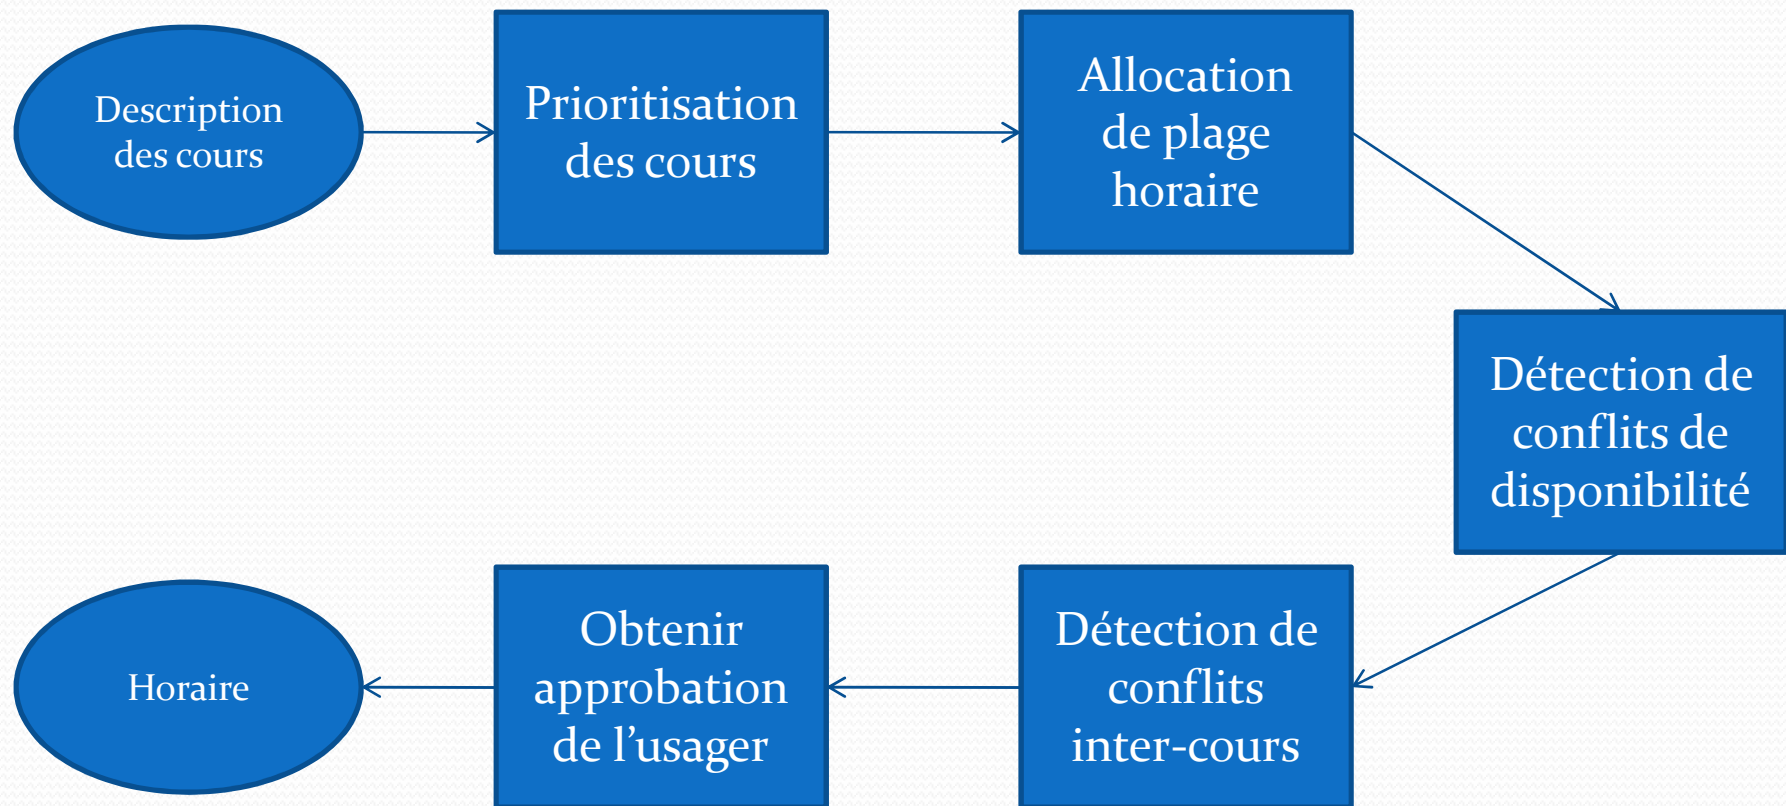 Description
des cours
Prioritisation
des cours
Allocation
de plage
horaire
Détection de
conflits de
disponibilité
Détection de
conflits
inter-cours
Obtenir
approbation
de l’usager
Horaire